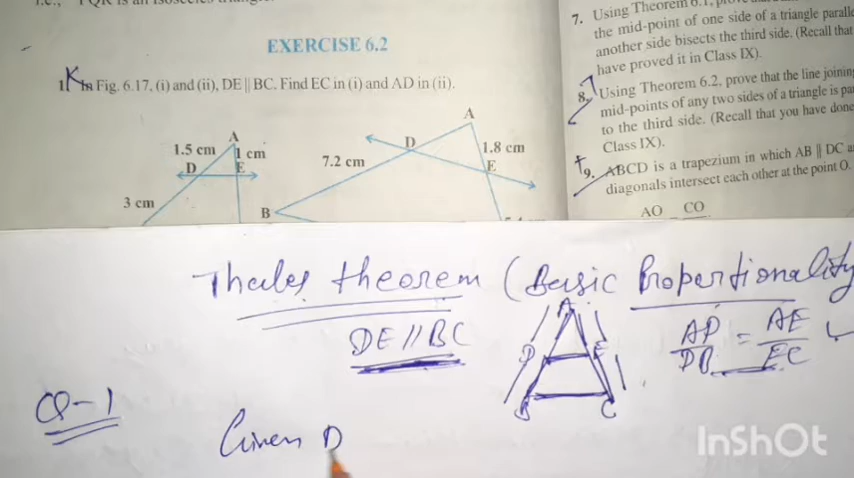 EXERCISE 6.2
1. In Fig. 6.17, (i) and (ii), DE || BC. Find EC in (i) and AD in (ii).
A
1.5 cm
1 cm
D
E
3 cm
A
D
1.8 cm
7.2 cm
E
B
7. Using Theorem 6.1,
the mid-point of one side of a triangle
another side bisects the third side. (Recall that
have proved it in Class IX).
8. Using Theorem 6.2, prove that the line joining
mid-points of any two sides of a triangle is
to the third side. (Recall that you have done
Class IX).
9. ABCD is a trapezium in which AB || DC
diagonals intersect each other at the point O.
AO CO
Thales theorem (Basic Proportionality
DE // BC
A
D E
B C
AD/DB = AE/EC
Q-1
Given D
InShOt